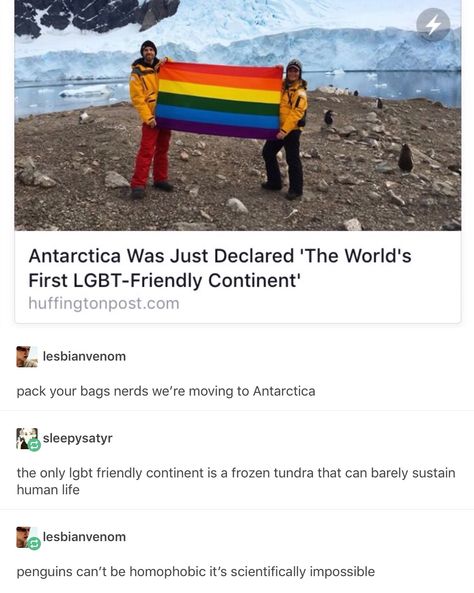 Antarctica Was Just Declared 'The World's
First LGBT-Friendly Continent'
huffingtonpost.com
lesbianvenom
pack your bags nerds we're moving to Antarctica
sleepysatyr
the only lgbt friendly continent is a frozen tundra that can barely sustain
human life
lesbianvenom
penguins can't be homophobic it's scientifically impossible